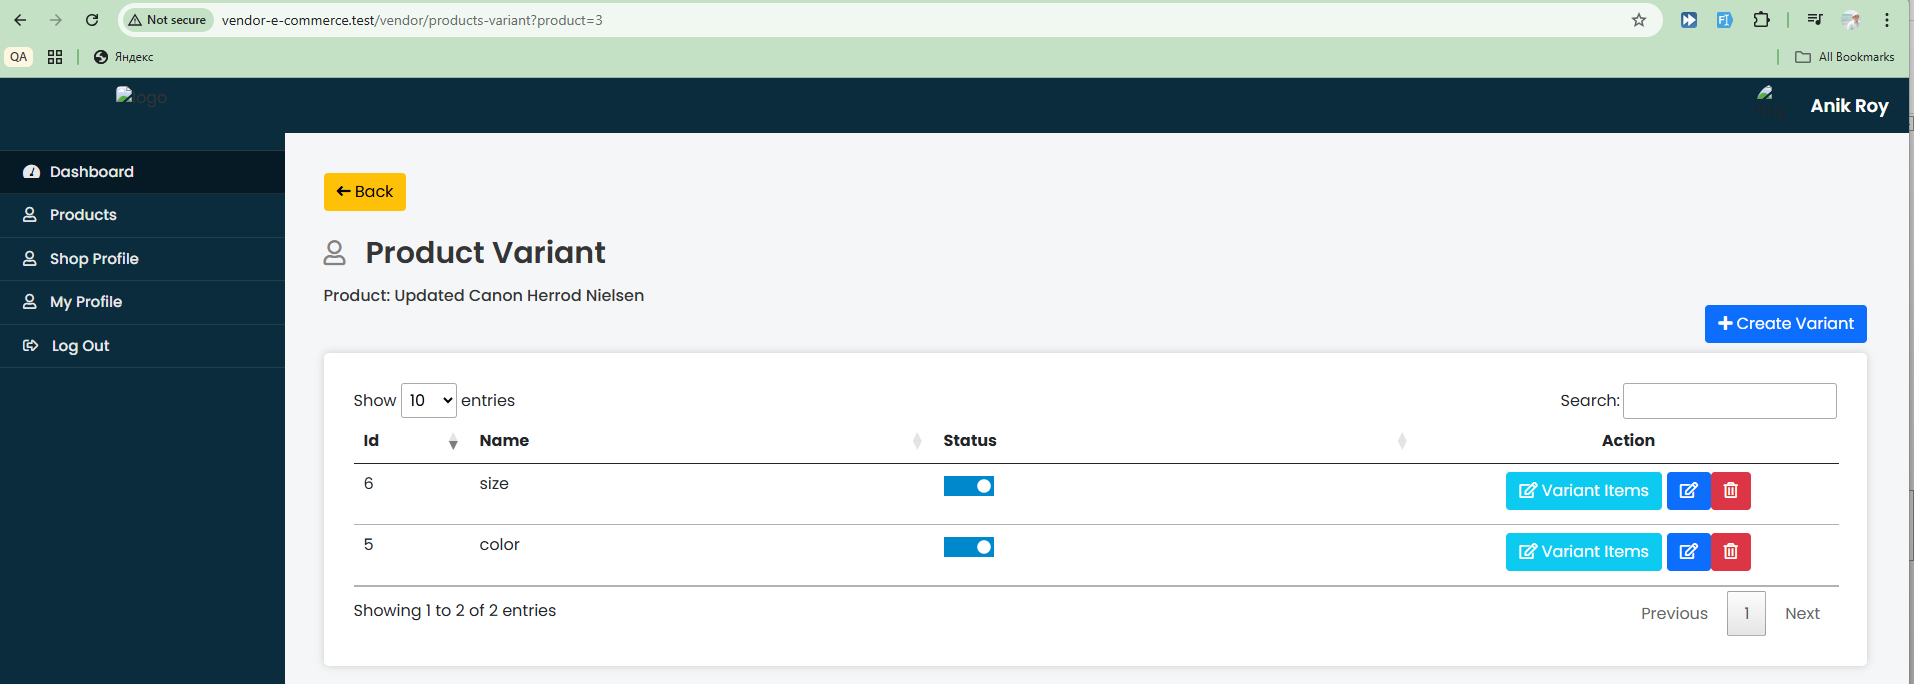 Not secure vendor-e-commerce.test/vendor/products-variant?product=3
QA Яндекс All Bookmarks
logo Anik Roy
Dashboard
Products
Shop Profile
My Profile
Log Out
Back
Product Variant
Product: Updated Canon Herrod Nielsen
Create Variant
Show 10 entries Search:
Id Name Status Action
6 size Variant Items
5 color Variant Items
Showing 1 to 2 of 2 entries Previous 1 Next